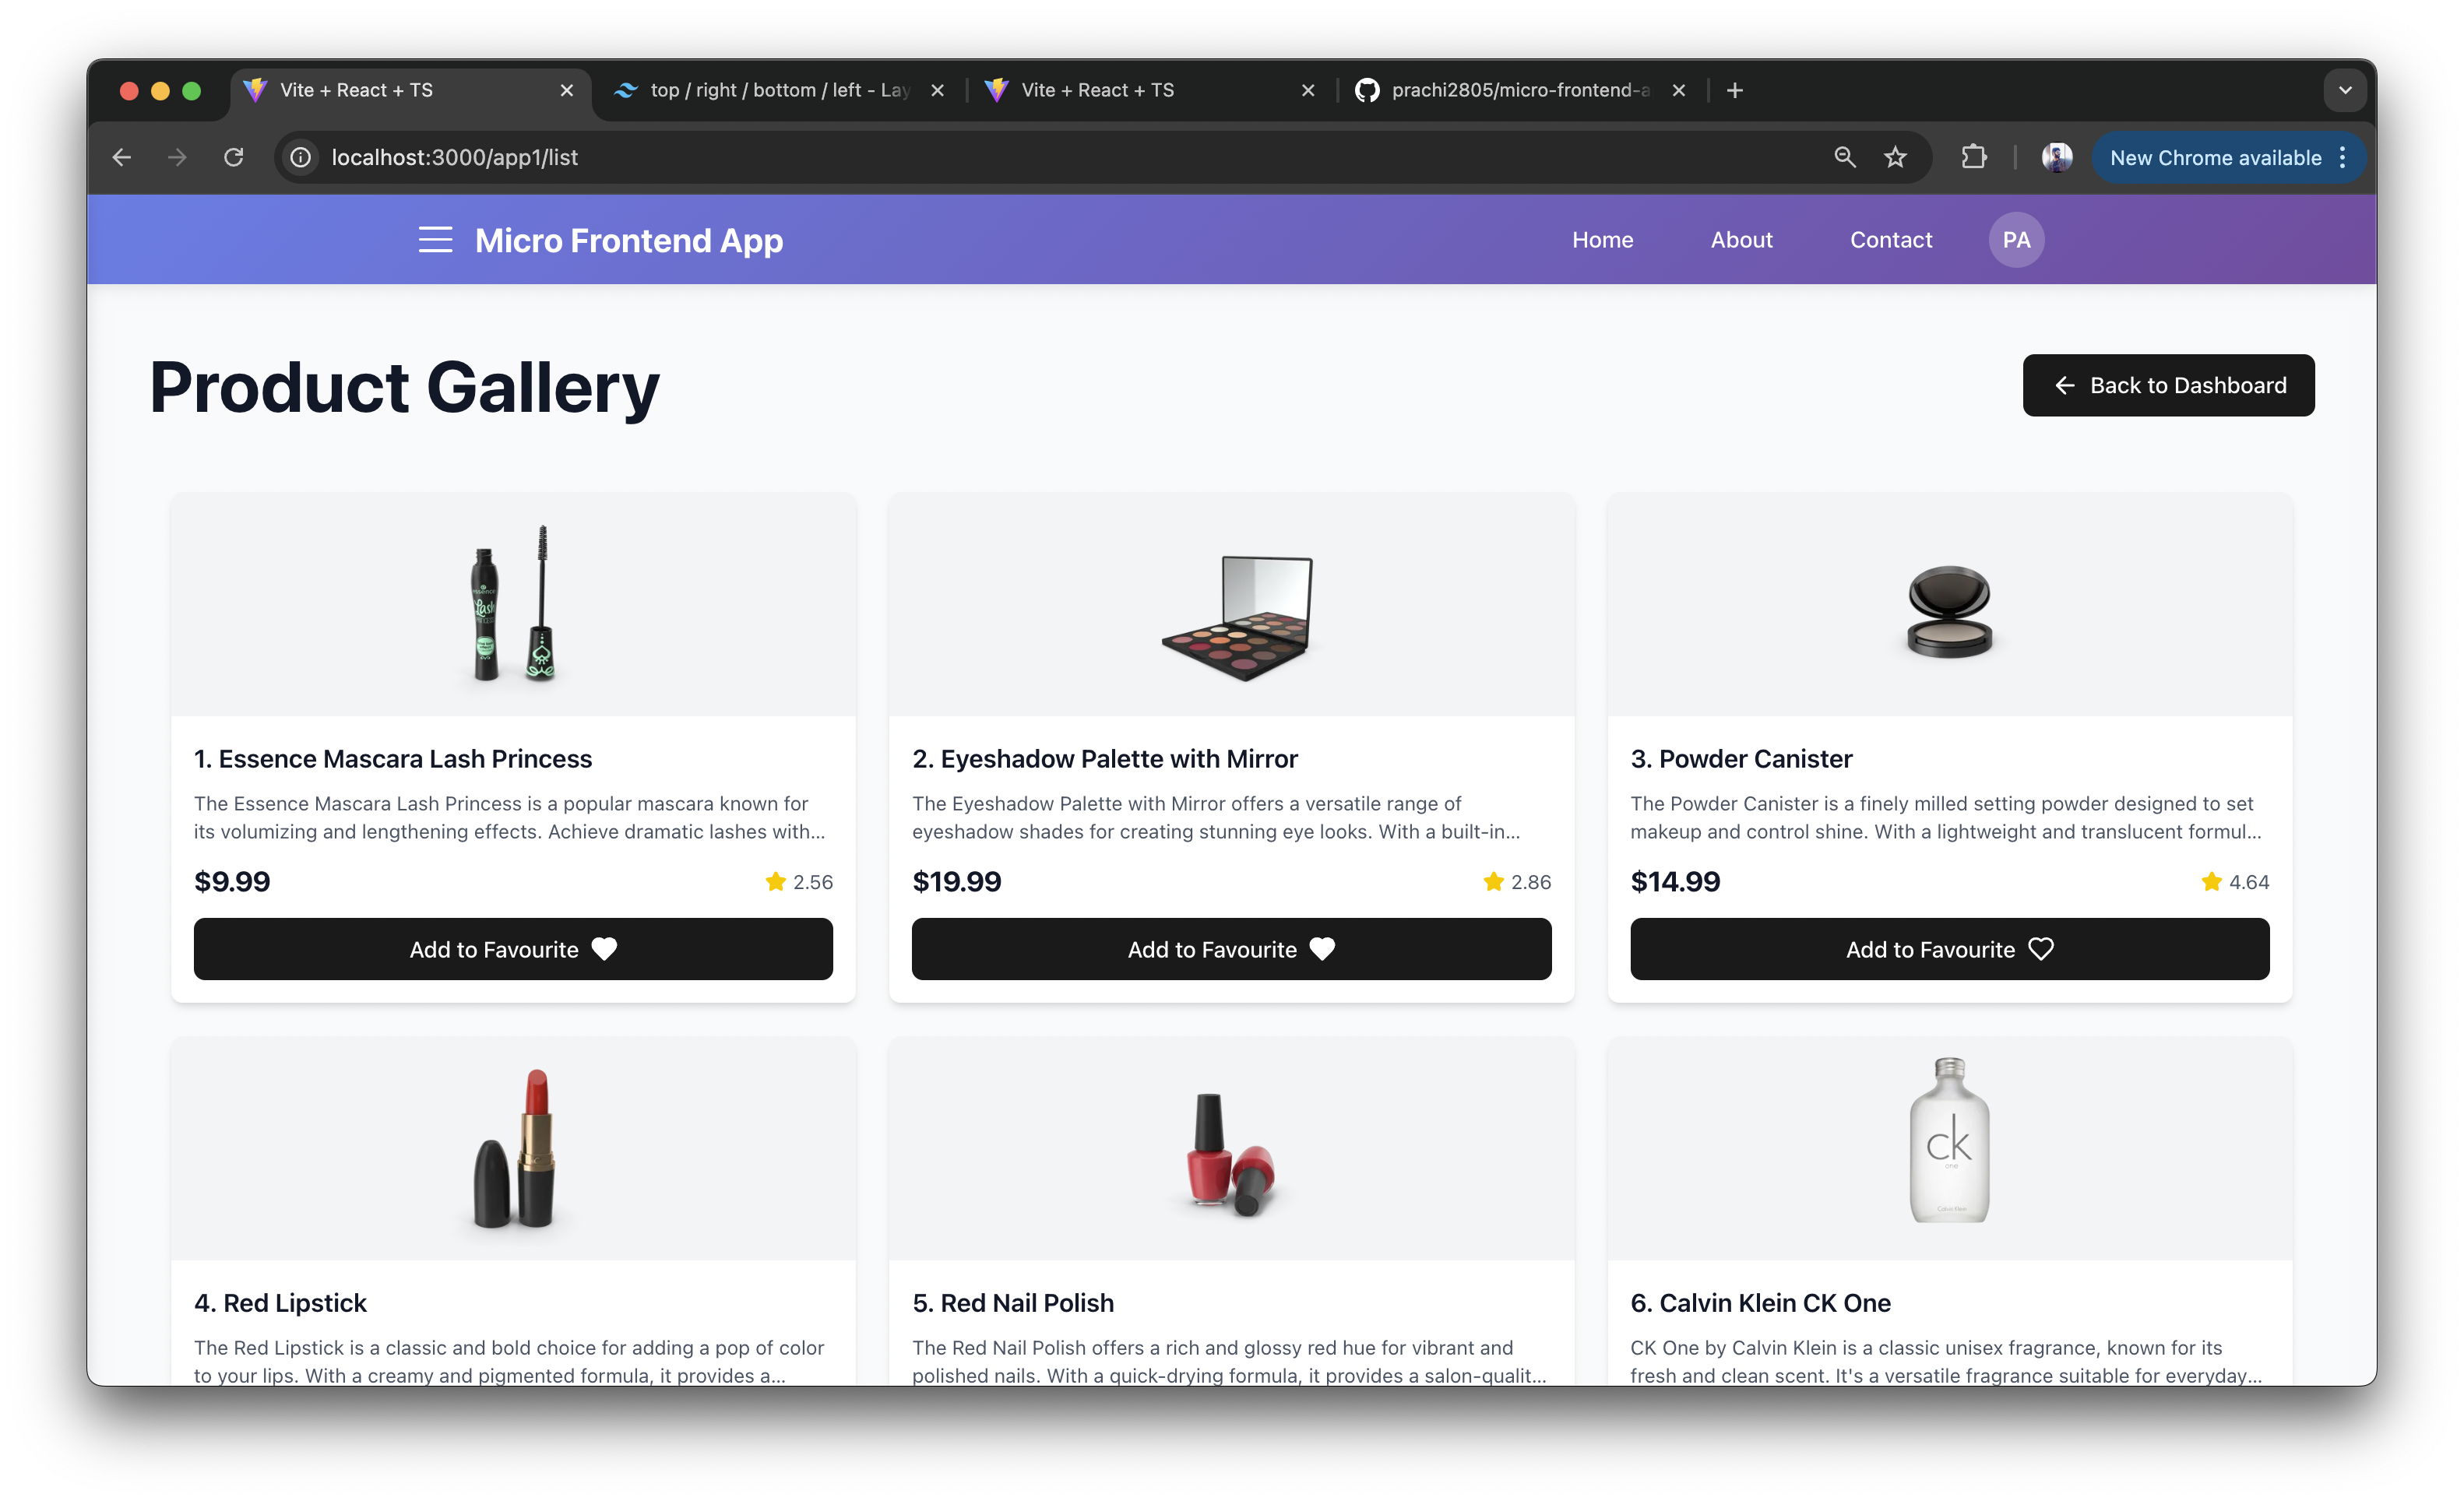 Vite + React + TS
top / right / bottom / left - Lay
Vite + React + TS
prachi2805/micro-frontend-a
localhost:3000/app1/list
New Chrome available
Micro Frontend App
Home
About
Contact
PA
Product Gallery
Back to Dashboard
essence
Lash
PRINCESS
1. Essence Mascara Lash Princess
The Essence Mascara Lash Princess is a popular mascara known for
its volumizing and lengthening effects. Achieve dramatic lashes with...
$9.99
2.56
Add to Favourite
2. Eyeshadow Palette with Mirror
The Eyeshadow Palette with Mirror offers a versatile range of
eyeshadow shades for creating stunning eye looks. With a built-in...
$19.99
2.86
Add to Favourite
3. Powder Canister
The Powder Canister is a finely milled setting powder designed to set
makeup and control shine. With a lightweight and translucent formul...
$14.99
4.64
Add to Favourite
4. Red Lipstick
The Red Lipstick is a classic and bold choice for adding a pop of color
to your lips. With a creamy and pigmented formula, it provides a...
5. Red Nail Polish
The Red Nail Polish offers a rich and glossy red hue for vibrant and
polished nails. With a quick-drying formula, it provides a salon-qualit...
ck
one
Calvin Klein
6. Calvin Klein CK One
CK One by Calvin Klein is a classic unisex fragrance, known for its
fresh and clean scent. It's a versatile fragrance suitable for everyday...